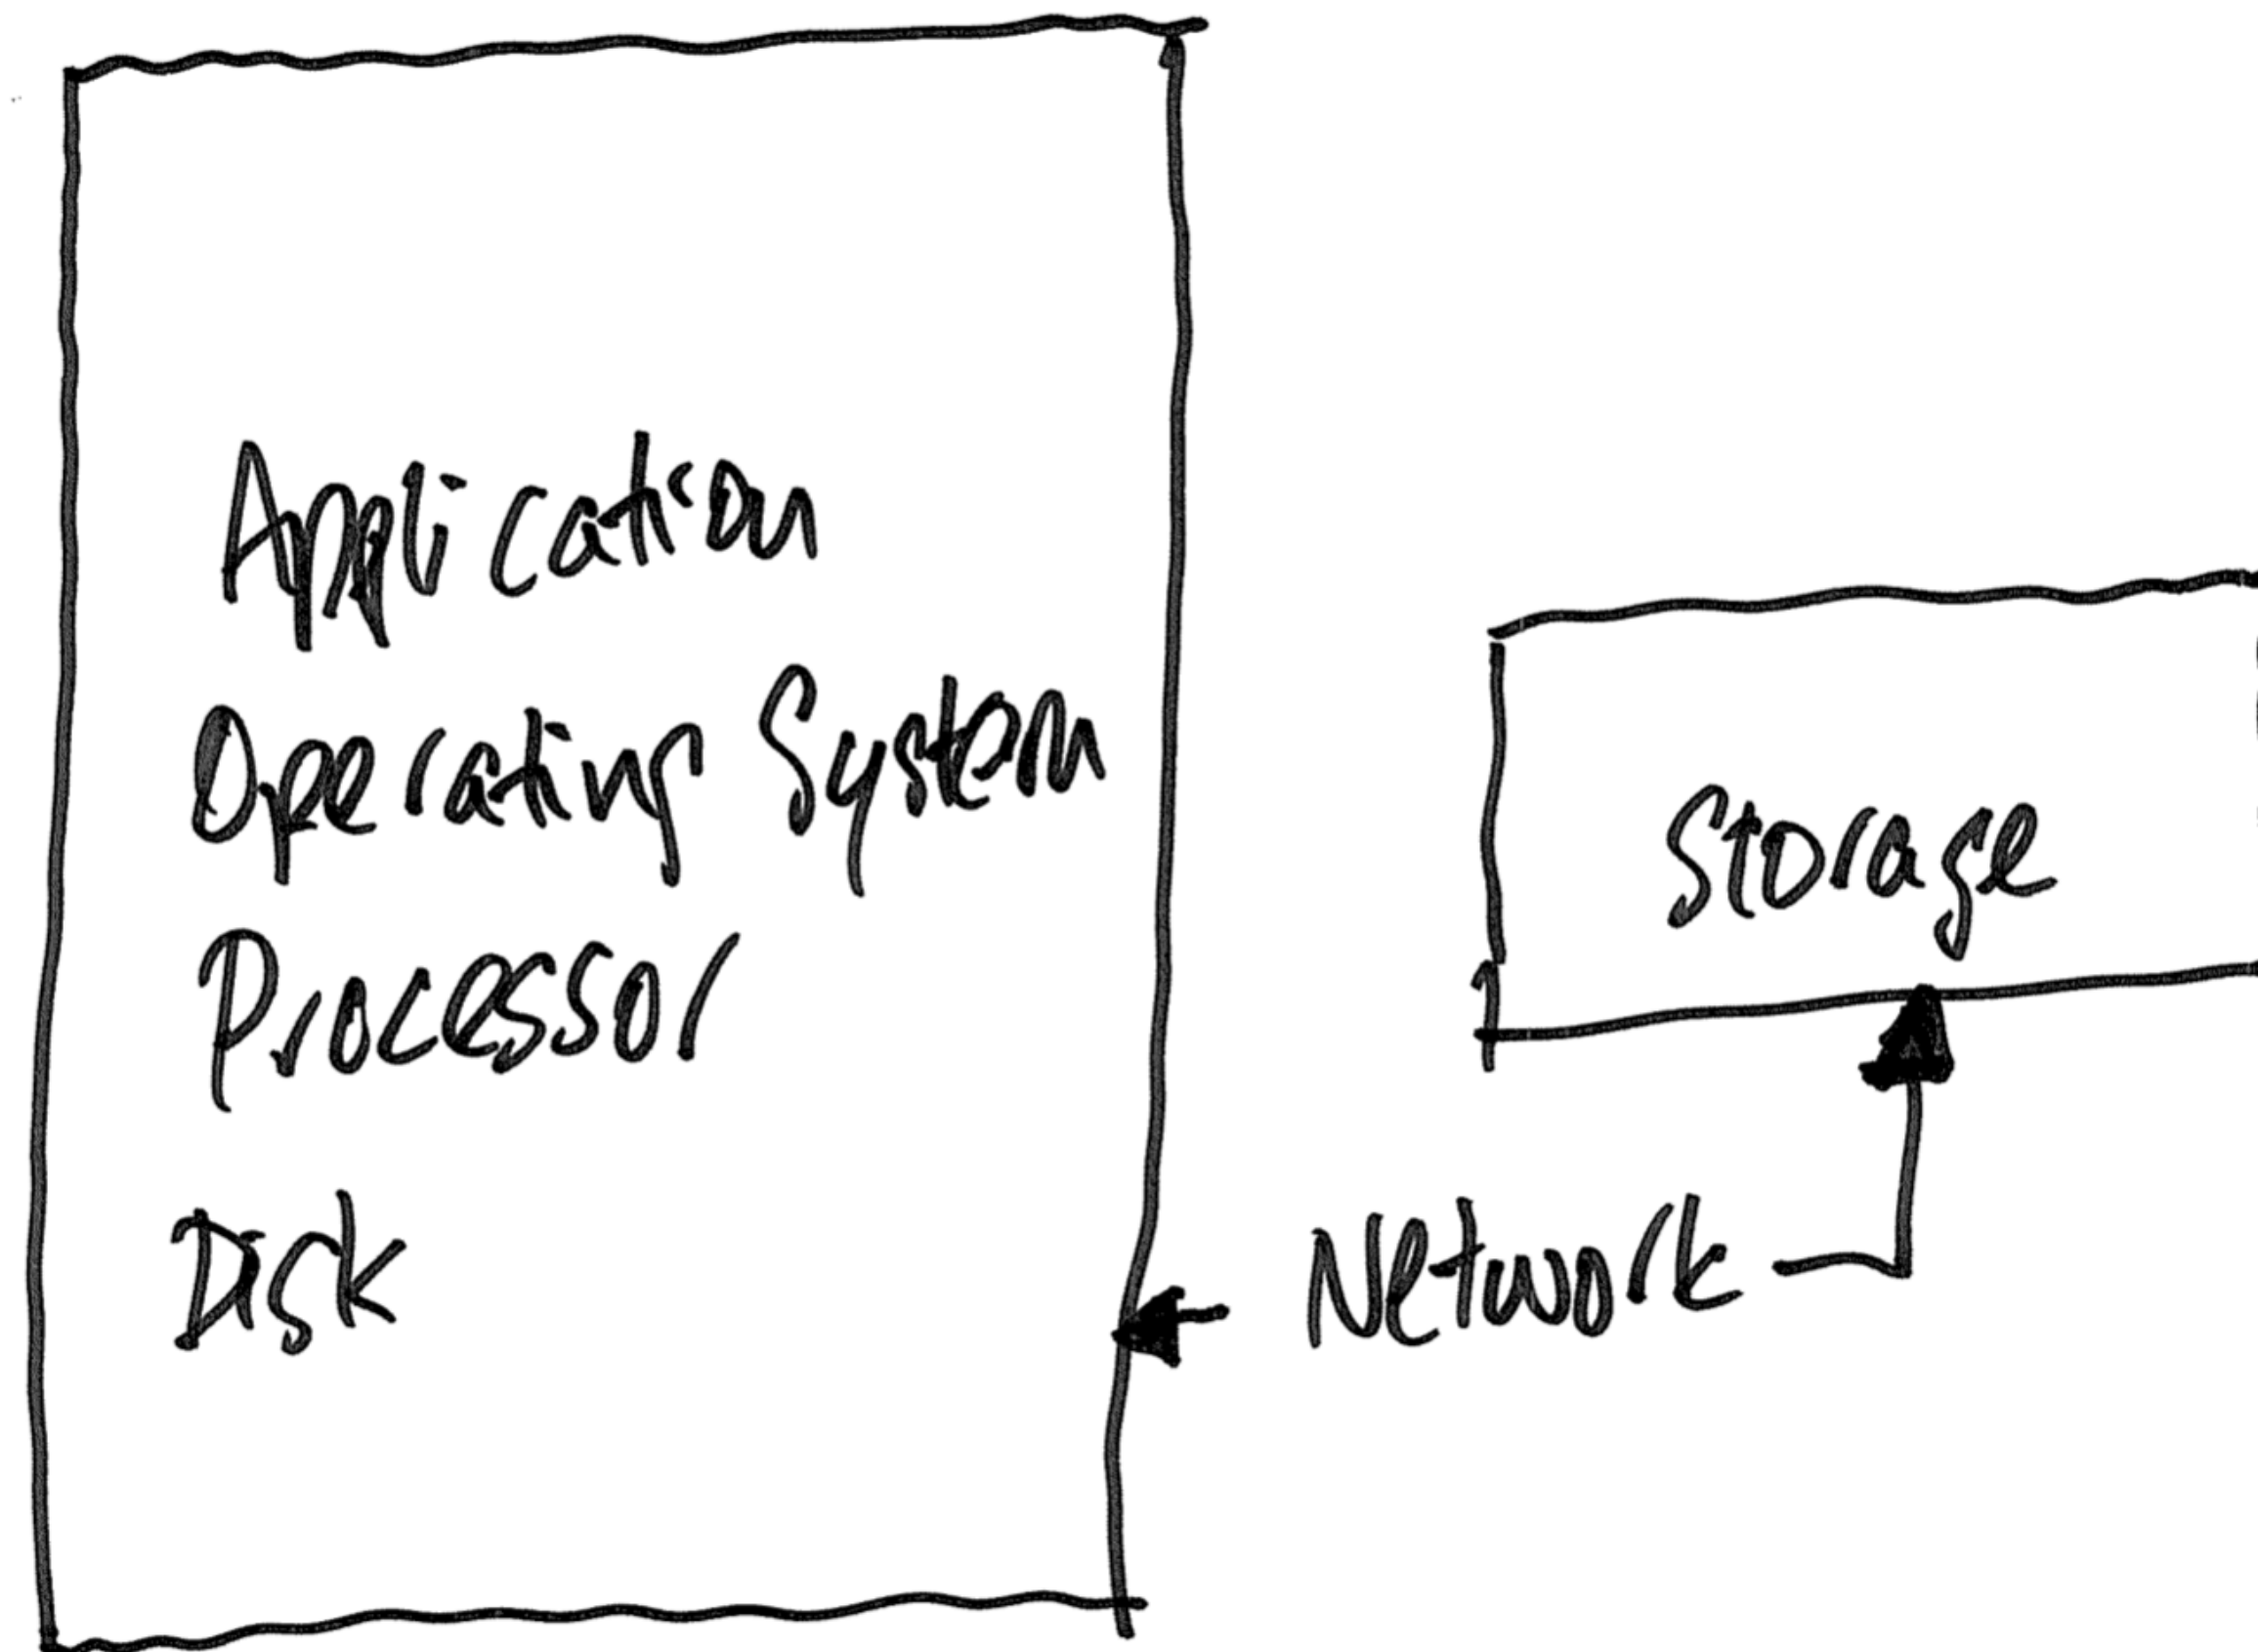 Application
Operating System
Processor
Disk
Storage
Network